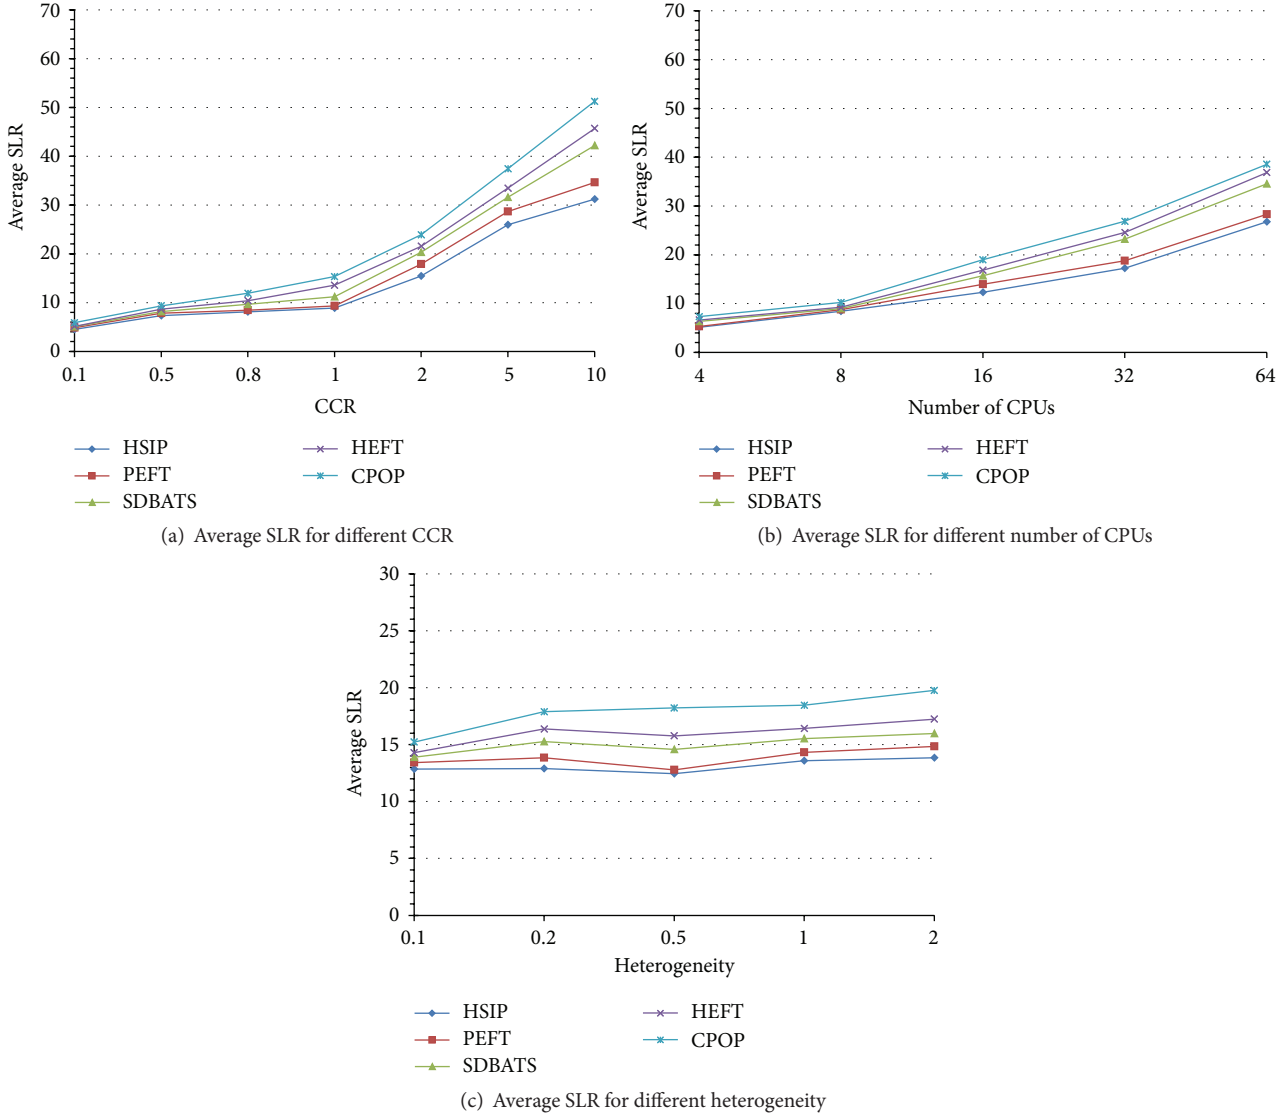 70
60
50
40
30
20
10
0
Average SLR
0.1 0.5 0.8 1 2 5 10
CCR
HSIP HEFT
PEFT CPOP
SDBATS
(a) Average SLR for different CCR
70
60
50
40
30
20
10
0
Average SLR
4 8 16 32 64
Number of CPUs
HSIP HEFT
PEFT CPOP
SDBATS
(b) Average SLR for different number of CPUs
30
25
20
15
10
5
0
Average SLR
0.1 0.2 0.5 1 2
Heterogeneity
HSIP HEFT
PEFT CPOP
SDBATS
(c) Average SLR for different heterogeneity